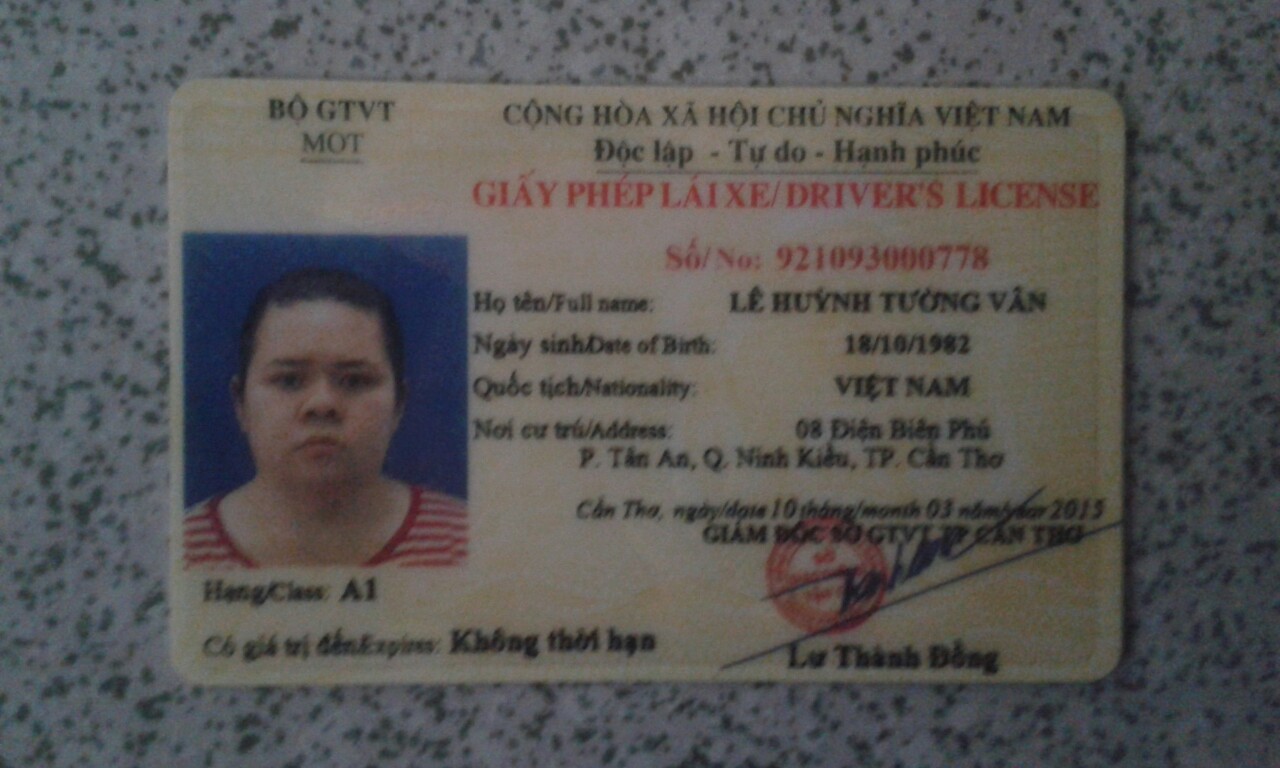 BỘ GTVT
MOT
CỘNG HÒA XÃ HỘI CHỦ NGHĨA VIỆT NAM
Độc lập - Tự do - Hạnh phúc
GIẤY PHÉP LÁI XE/ DRIVER'S LICENSE
Số/ No: 921093000778
Họ tên/Full name: LÊ HUỲNH TƯỜNG VÂN
Ngày sinh/Date of Birth: 18/10/1982
Quốc tịch/Nationality: VIỆT NAM
Nơi cư trú/Address: 08 Điện Biên Phủ
P. Tân An, Q. Ninh Kiều, TP. Cần Thơ
Cần Thơ, ngày/date 10 tháng/month 03 năm/year 2015
GIÁM ĐỐC SỞ GTVT TP CẦN THƠ
Hạng/Class: A1
Có giá trị đến/Expires: Không thời hạn
Lư Thành Đồng